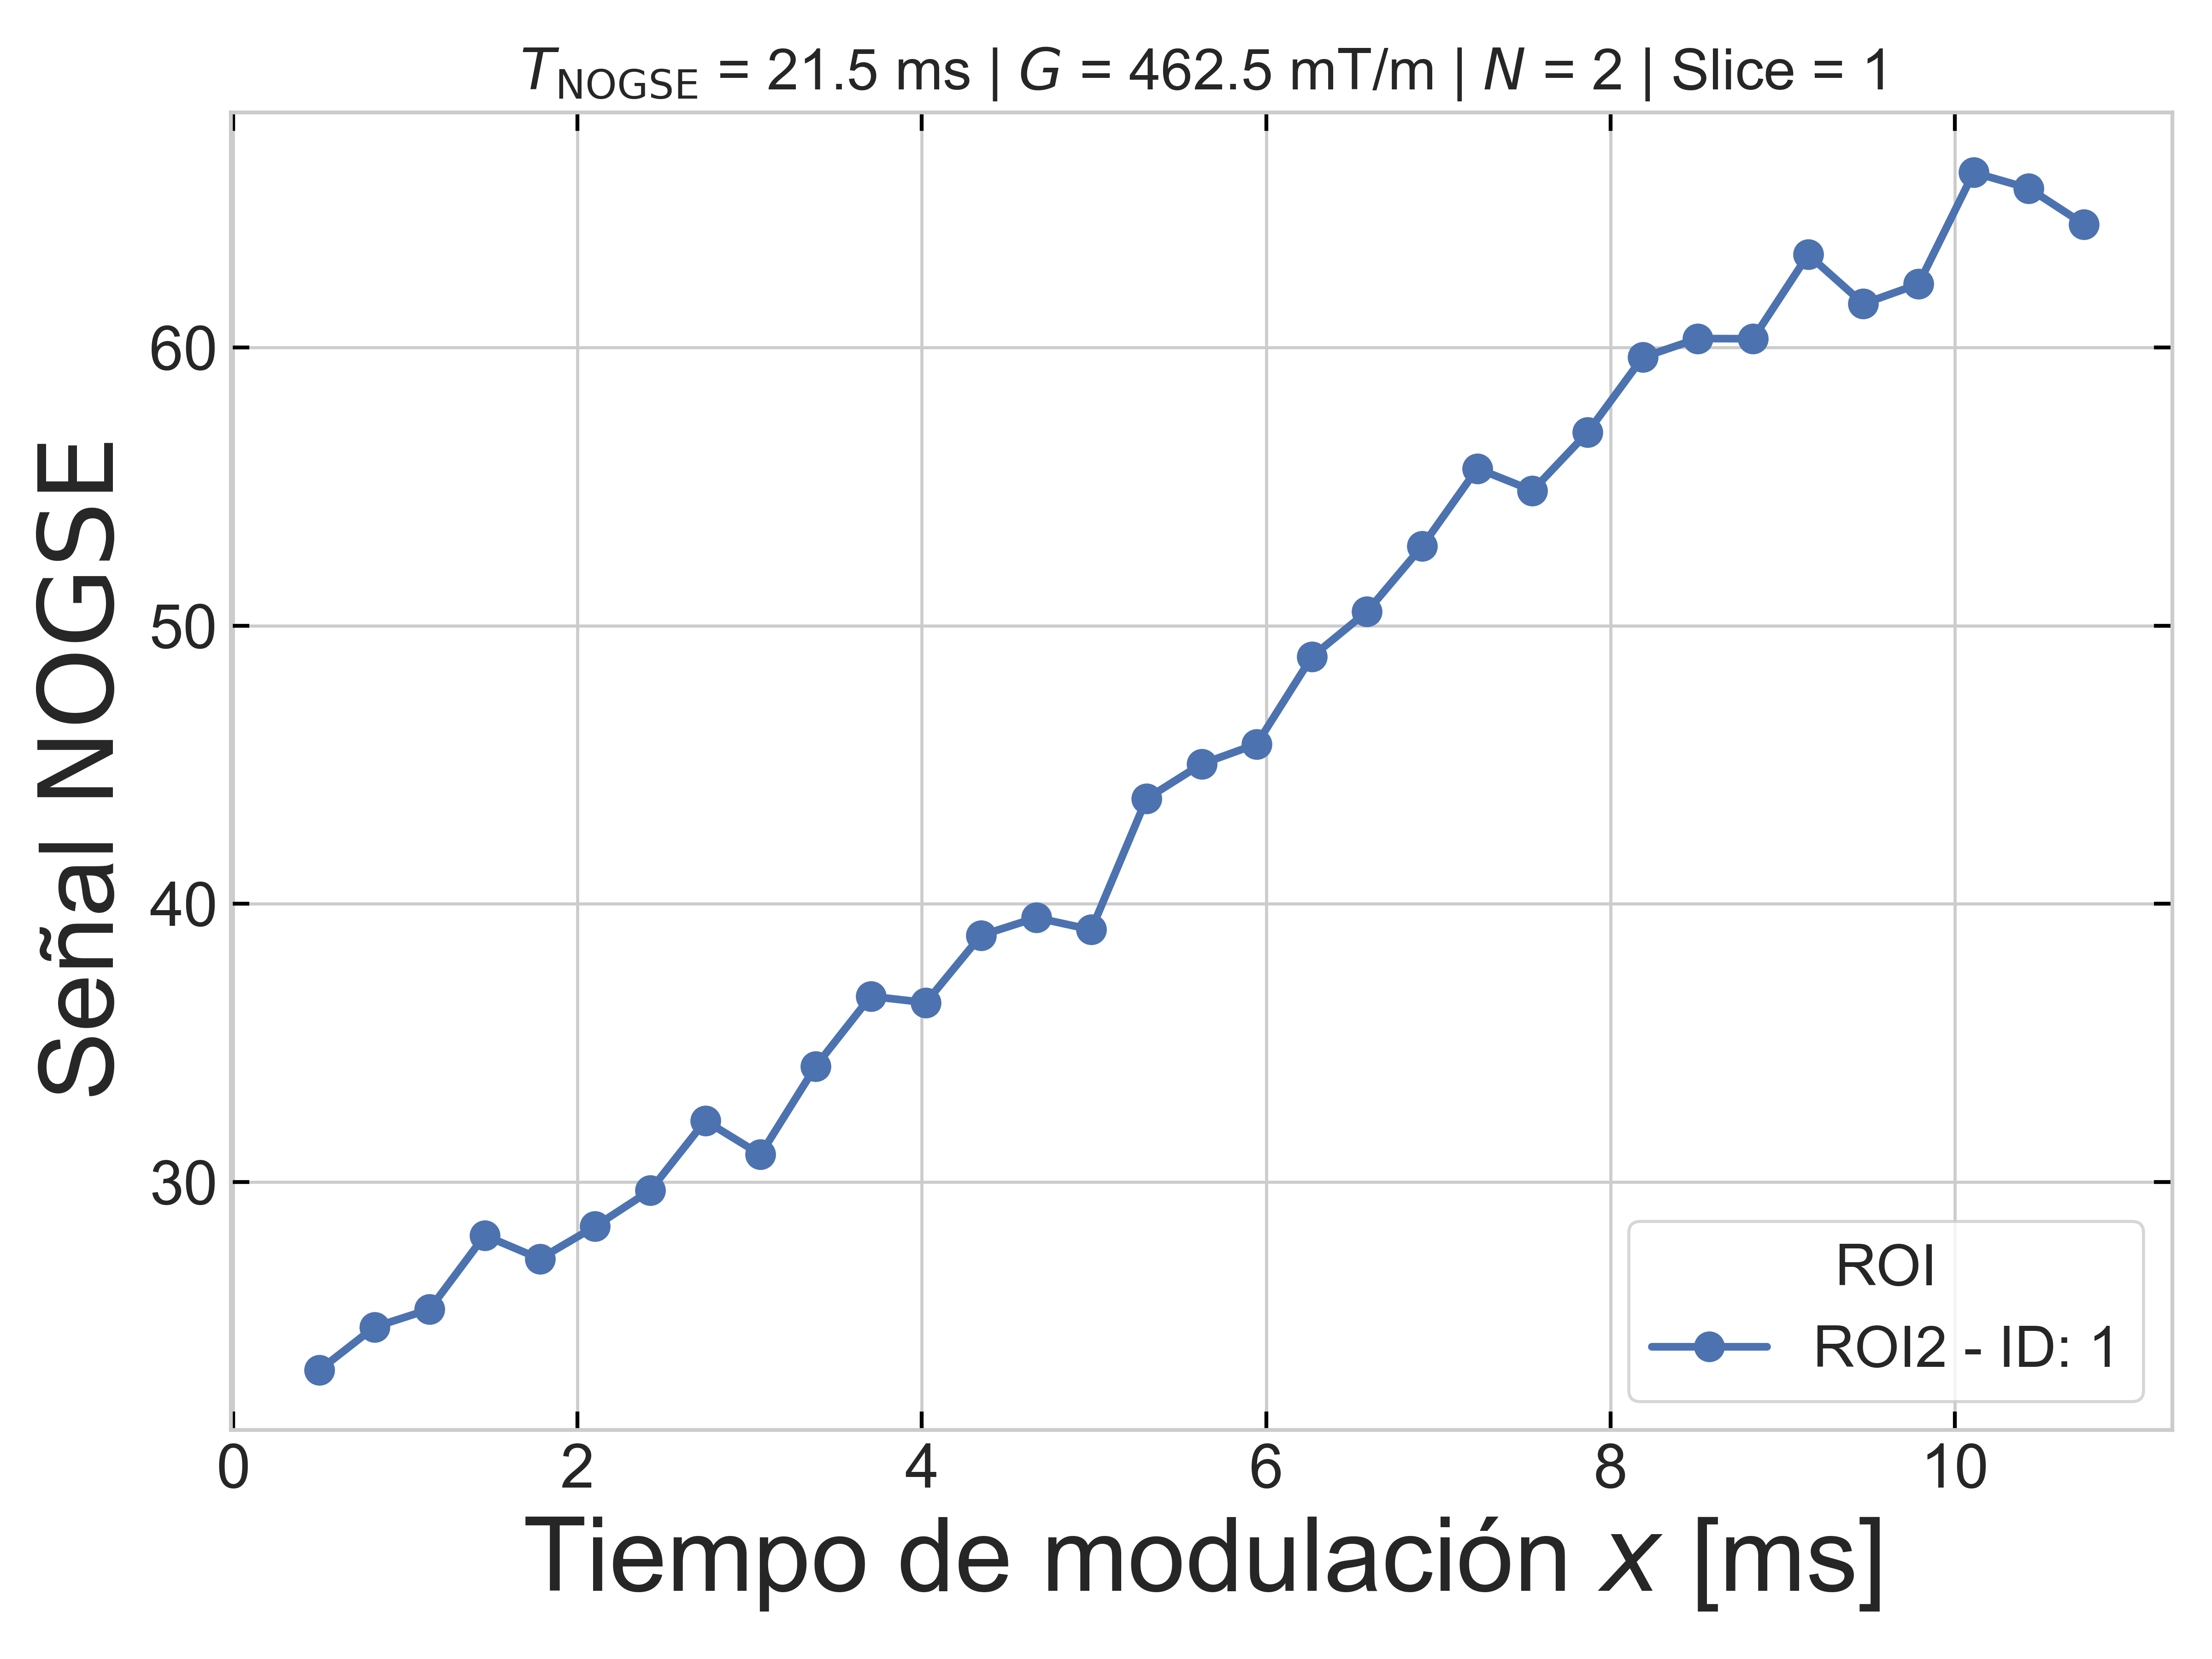 T_NOGSE = 21.5 ms | G = 462.5 mT/m | N = 2 | Slice = 1
Señal NOGSE
60
50
40
30
ROI
ROI2 - ID: 1
0 2 4 6 8 10
Tiempo de modulación x [ms]